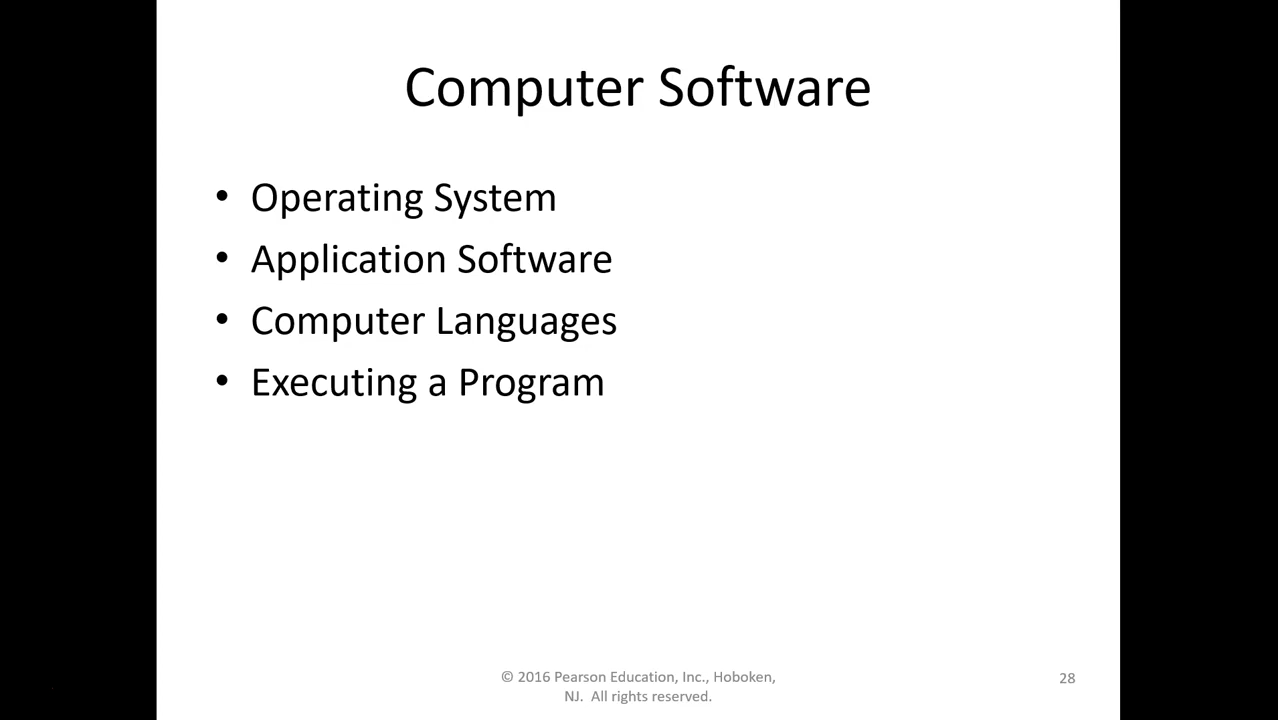 Computer Software
• Operating System
• Application Software
• Computer Languages
• Executing a Program
© 2016 Pearson Education, Inc., Hoboken,
NJ. All rights reserved.
28